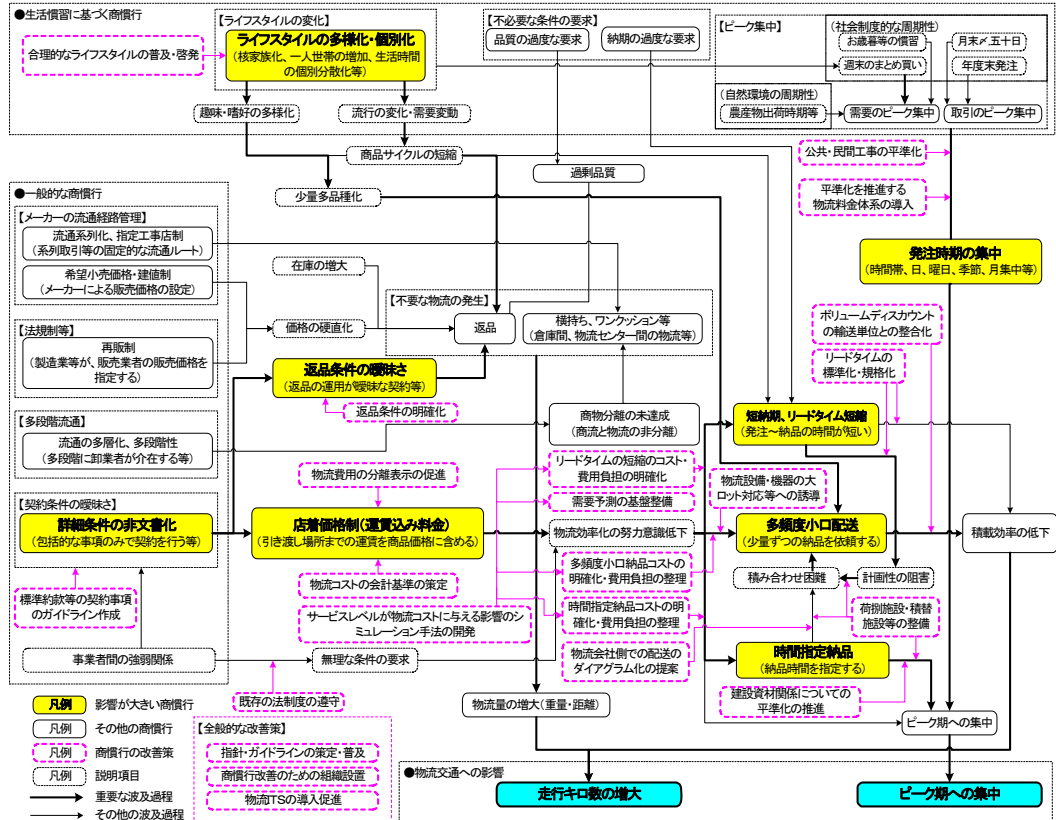 ●生活慣習に基づく商慣行
【ライフスタイルの変化】
ライフスタイルの多様化・個別化
(核家族化、一人世帯の増加、生活時間
の個別分散化等)
合理的なライフスタイルの普及・啓発
趣味・嗜好の多様化
流行の変化・需要変動
【不必要な条件の要求】
品質の過度な要求
納期の過度な要求
【ピーク集中】
(社会制度的な周期性)
お歳暮等の慣習
週末のまとめ買い
月末〆、五十日
年度末発注
(自然環境の周期性)
農産物出荷時期等
需要のピーク集中
取引のピーク集中
商品サイクルの短縮
過剰品質
少量多品種化
公共・民間工事の平準化
平準化を推進する
物流料金体系の導入
●一般的な商慣行
【メーカーの流通経路管理】
流通系列化、指定工事店制
(系列取引等の固定的な流通ルート)
希望小売価格・建値制
(メーカーによる販売価格の設定)
【法規制等】
再販制
(製造業等が、販売業者の販売価格を
指定する)
【多段階流通】
流通の多層化、多段階性
(多段階に卸業者が介在する等)
【契約条件の曖昧さ】
詳細条件の非文書化
(包括的な事項のみで契約を行う等)
標準約款等の契約事項
のガイドライン作成
事業者間の強弱関係
在庫の増大
価格の硬直化
【不要な物流の発生】
返品
横持ち、ワンクッション等
(倉庫間、物流センター間の物流等)
発注時期の集中
(時間帯、日、曜日、季節、月集中等)
ボリュームディスカウント
の輸送単位との整合化
リードタイムの
標準化・規格化
返品条件の曖昧さ
(返品の運用が曖昧な契約等)
返品条件の明確化
商物分離の未達成
(商流と物流の非分離)
短納期、リードタイム短縮
(発注～納品の時間が短い)
物流費用の分離表示の促進
リードタイムの短縮のコスト・
費用負担の明確化
需要予測の基盤整備
物流設備・機器の大
ロット対応等への誘導
店着価格制(運賃込み料金)
(引き渡し場所までの運賃を商品価格に含める)
物流効率化の努力意識低下
多頻度小口配送
(少量ずつの納品を依頼する)
積載効率の低下
物流コストの会計基準の策定
多頻度小口納品コストの
明確化・費用負担の整理
積み合わせ困難
計画性の阻害
サービスレベルが物流コストに与える影響のシ
ミュレーション手法の開発
時間指定納品コストの明
確化・費用負担の整理
荷捌施設・積替
施設等の整備
無理な条件の要求
物流会社側での配送の
ダイアグラム化の提案
時間指定納品
(納品時間を指定する)
既存の法制度の遵守
物流量の増大(重量・距離)
建設資材関係についての
平準化の推進
ピーク期への集中
凡例 影響が大きい商慣行
凡例 その他の商慣行
凡例 商慣行の改善策
凡例 説明項目
重要な波及過程
その他の波及過程
【全般的な改善策】
指針・ガイドラインの策定・普及
商慣行改善のための組織設置
物流ITSの導入促進
●物流交通への影響
走行キロ数の増大
ピーク期への集中